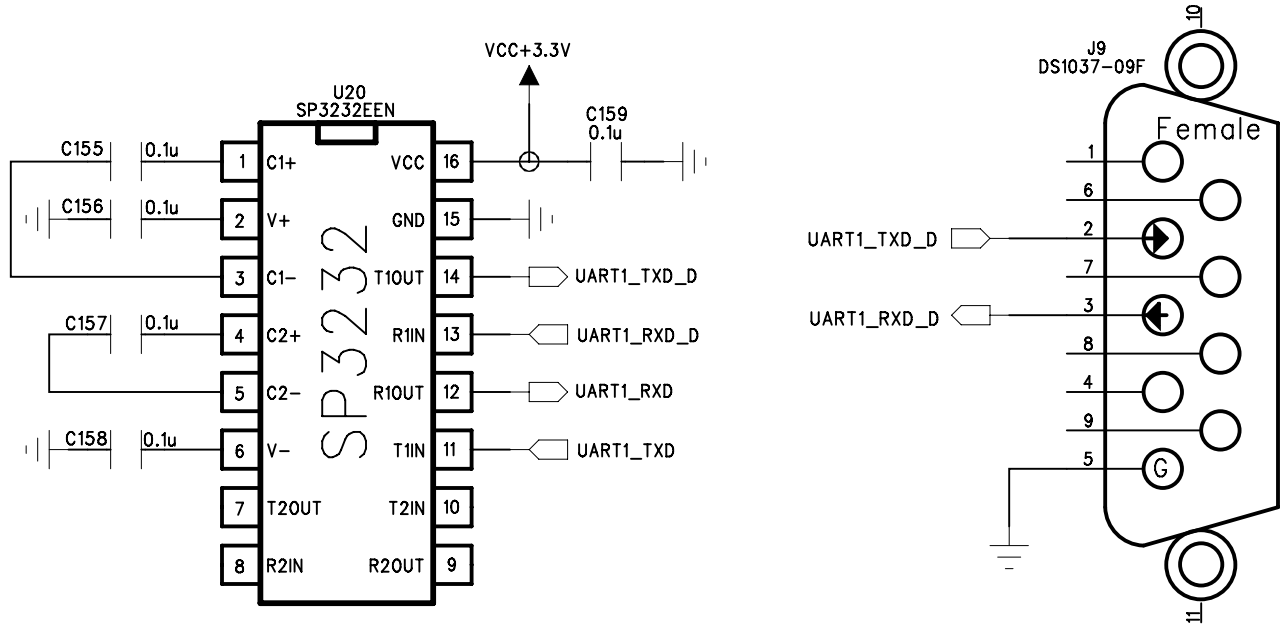 VCC+3.3V
U20
SP3232EEN
C159
0.1u
C155 0.1u 1 C1+ VCC 16
C156 0.1u 2 V+ GND 15
3 C1- T1OUT 14 UART1_TXD_D
C157 0.1u 4 C2+ R1IN 13 UART1_RXD_D
5 C2- R1OUT 12 UART1_RXD
C158 0.1u 6 V- T1IN 11 UART1_TXD
7 T2OUT T2IN 10
8 R2IN R2OUT 9
SP3232
10
J9
DS1037-09F
Female
1
6
UART1_TXD_D 2
7
UART1_RXD_D 3
8
4
9
5 G
11